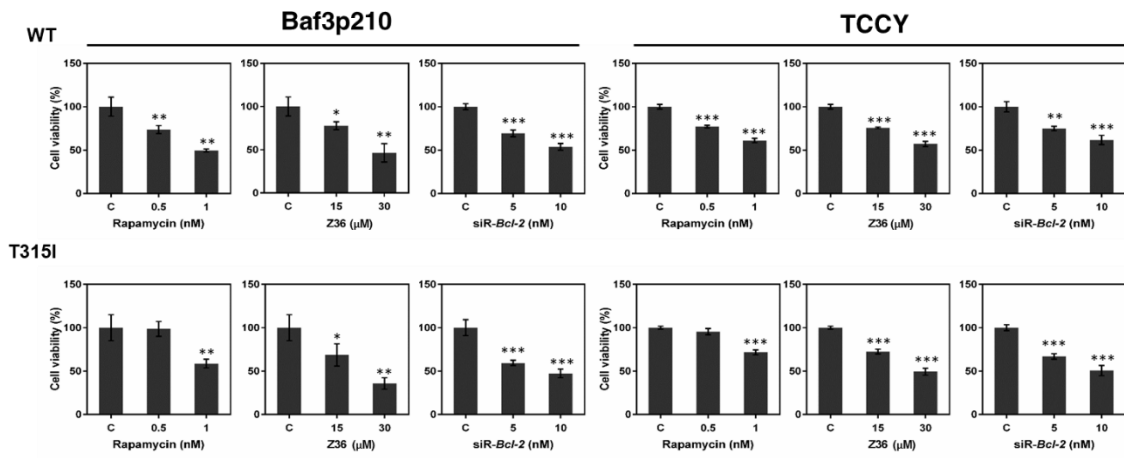 Baf3p210
TCCY
WT
Cell viability (%)
150
100
50
0
** **
C 0.5 1
Rapamycin (nM)
150
100
50
0
* **
C 15 30
Z36 (μM)
150
100
50
0
*** ***
C 5 10
siR-Bcl-2 (nM)
Cell viability (%)
150
100
50
0
*** ***
C 0.5 1
Rapamycin (nM)
150
100
50
0
*** ***
C 15 30
Z36 (μM)
150
100
50
0
** ***
C 5 10
siR-Bcl-2 (nM)
T315I
Cell viability (%)
150
100
50
0
**
C 0.5 1
Rapamycin (nM)
150
100
50
0
* **
C 15 30
Z36 (μM)
150
100
50
0
*** ***
C 5 10
siR-Bcl-2 (nM)
Cell viability (%)
150
100
50
0
***
C 0.5 1
Rapamycin (nM)
150
100
50
0
*** ***
C 15 30
Z36 (μM)
150
100
50
0
*** ***
C 5 10
siR-Bcl-2 (nM)